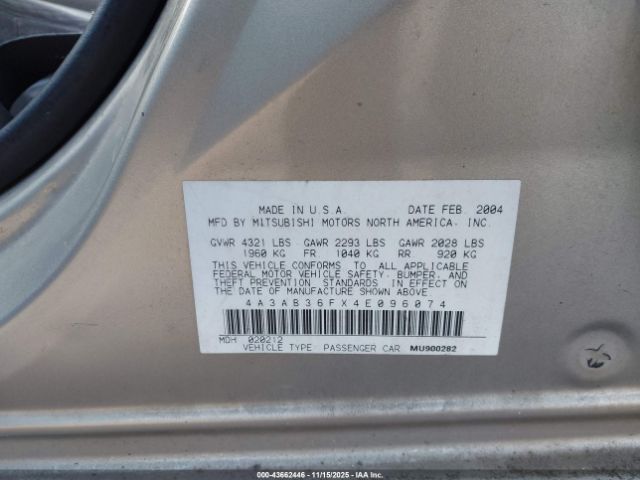 MADE IN U.S.A. DATE FEB. 2004
MFD BY MITSUBISHI MOTORS NORTH AMERICA. INC.
GVWR 4321 LBS GAWR 2293 LBS GAWR 2028 LBS
1960 KG FR 1040 KG RR 920 KG
THIS VEHICLE CONFORMS TO ALL APPLICABLE
FEDERAL MOTOR VEHICLE SAFETY. BUMPER. AND
THEFT PREVENTION STANDARDS IN EFFECT ON
THE DATE OF MANUFACTURE SHOWN ABOVE.
4A3AB36FX4E096074
MDH 020212
VEHICLE TYPE PASSENGER CAR MU900282
000-43662446 - 11/15/2025 - IAA Inc.